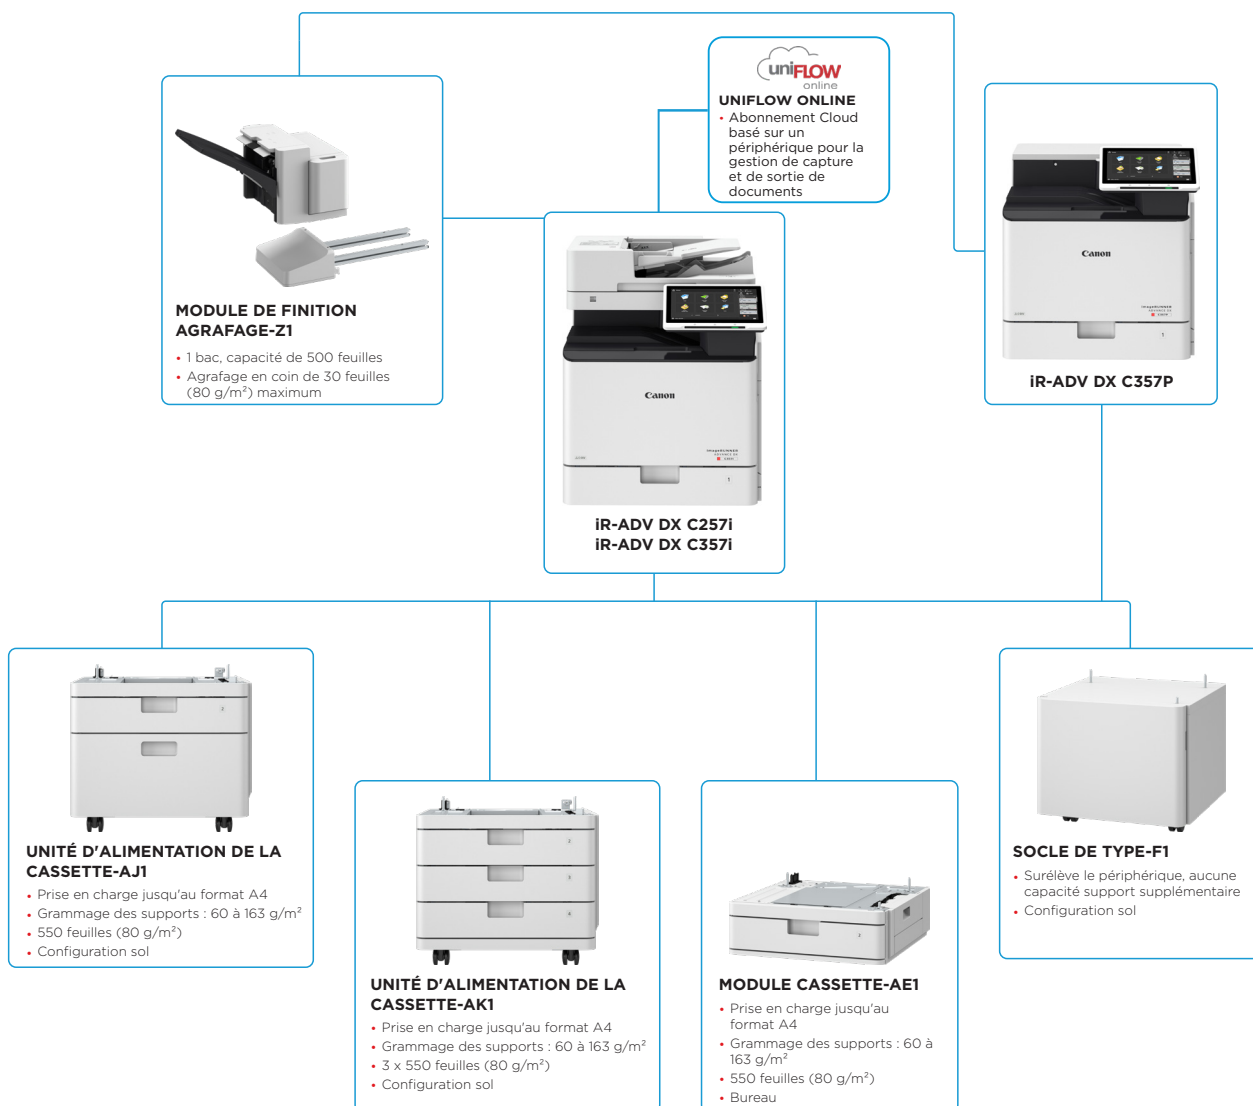 uniFLOW
online
UNIFLOW ONLINE
• Abonnement Cloud
basé sur un
périphérique pour la
gestion de capture
et de sortie de
documents
MODULE DE FINITION
AGRAFAGE-Z1
• 1 bac, capacité de 500 feuilles
• Agrafage en coin de 30 feuilles
(80 g/m²) maximum
Canon
iR-ADV DX C257i
iR-ADV DX C357i
Canon
1
iR-ADV DX C357P
UNITÉ D'ALIMENTATION DE LA
CASSETTE-AJ1
• Prise en charge jusqu'au format A4
• Grammage des supports : 60 à 163 g/m²
• 550 feuilles (80 g/m²)
• Configuration sol
UNITÉ D'ALIMENTATION DE LA
CASSETTE-AK1
• Prise en charge jusqu'au format A4
• Grammage des supports : 60 à 163 g/m²
• 3 x 550 feuilles (80 g/m²)
• Configuration sol
MODULE CASSETTE-AE1
• Prise en charge jusqu'au
format A4
• Grammage des supports : 60 à
163 g/m²
• 550 feuilles (80 g/m²)
• Bureau
SOCLE DE TYPE-F1
• Surélève le périphérique, aucune
capacité support supplémentaire
• Configuration sol